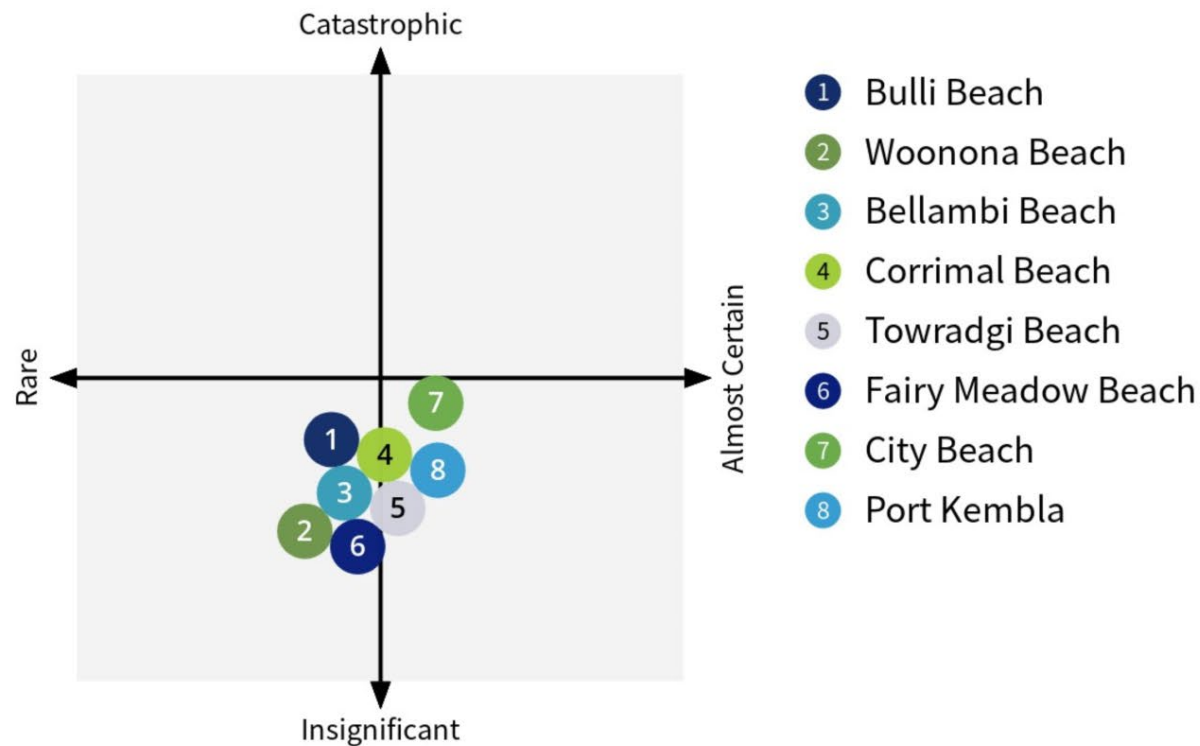 Catastrophic
Rare
Almost Certain
Insignificant
1
2
3
4
5
6
7
8
1 Bulli Beach
2 Woonona Beach
3 Bellambi Beach
4 Corrimal Beach
5 Towradgi Beach
6 Fairy Meadow Beach
7 City Beach
8 Port Kembla